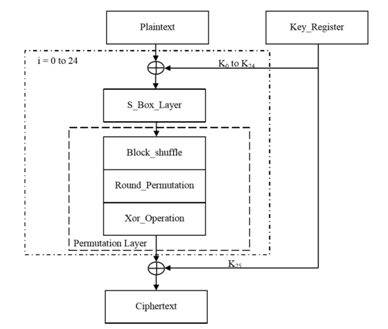 Plaintext
Key_Register
i = 0 to 24
K0 to K24
S_Box_Layer
Block_shuffle
Round_Permutation
Xor_Operation
Permutation Layer
K25
Ciphertext